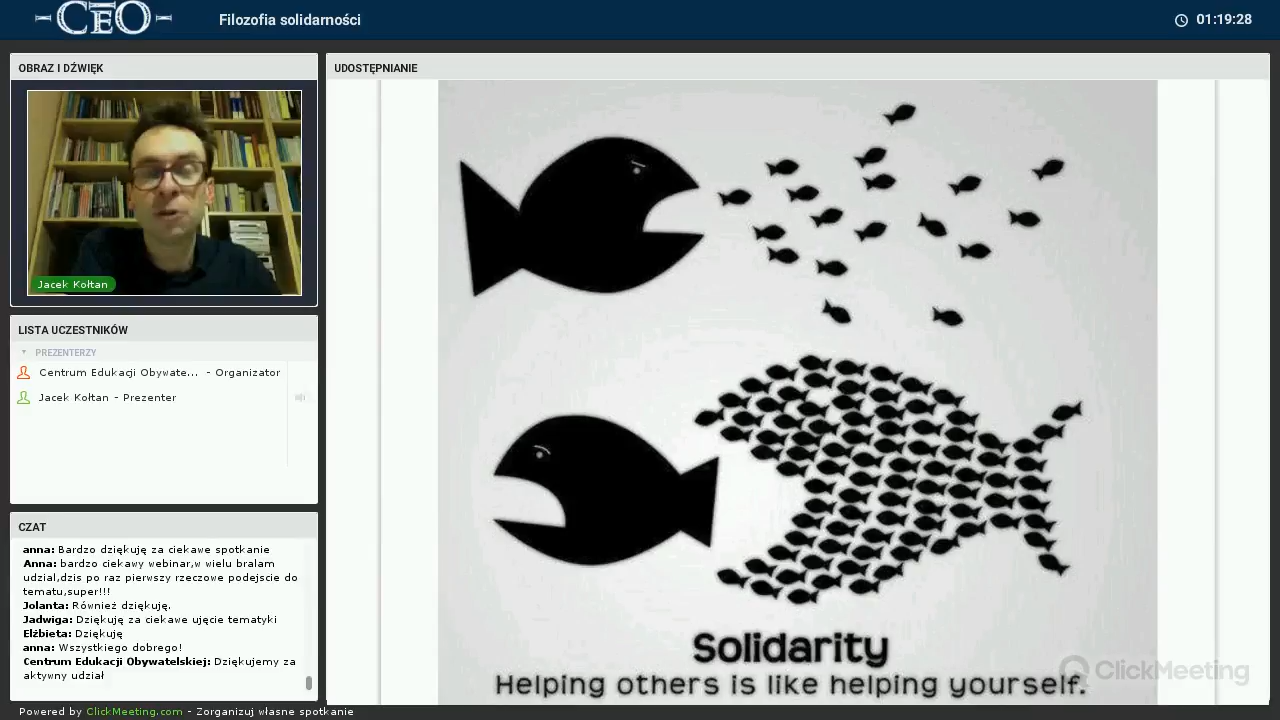 CEO
Filozofia solidarności
01:19:28
OBRAZ I DŹWIĘK
Jacek Kołtan
LISTA UCZESTNIKÓW
PREZENTERZY
Centrum Edukacji Obywate... - Organizator
Jacek Kołtan - Prezenter
CZAT
anna: Bardzo dziękuję za ciekawe spotkanie
Anna: bardzo ciekawy webinar,w wielu bralam
udzial,dzis po raz pierwszy rzeczowe podejscie do
tematu,super!!!
Jolanta: Również dziękuję.
Jadwiga: Dziękuję za ciekawe ujęcie tematyki
Elżbieta: Dziękuję
anna: Wszystkiego dobrego!
Centrum Edukacji Obywatelskiej: Dziękujemy za
aktywny udział
UDOSTĘPNIANIE
Solidarity
Helping others is like helping yourself.
ClickMeeting
Powered by ClickMeeting.com - Zorganizuj własne spotkanie